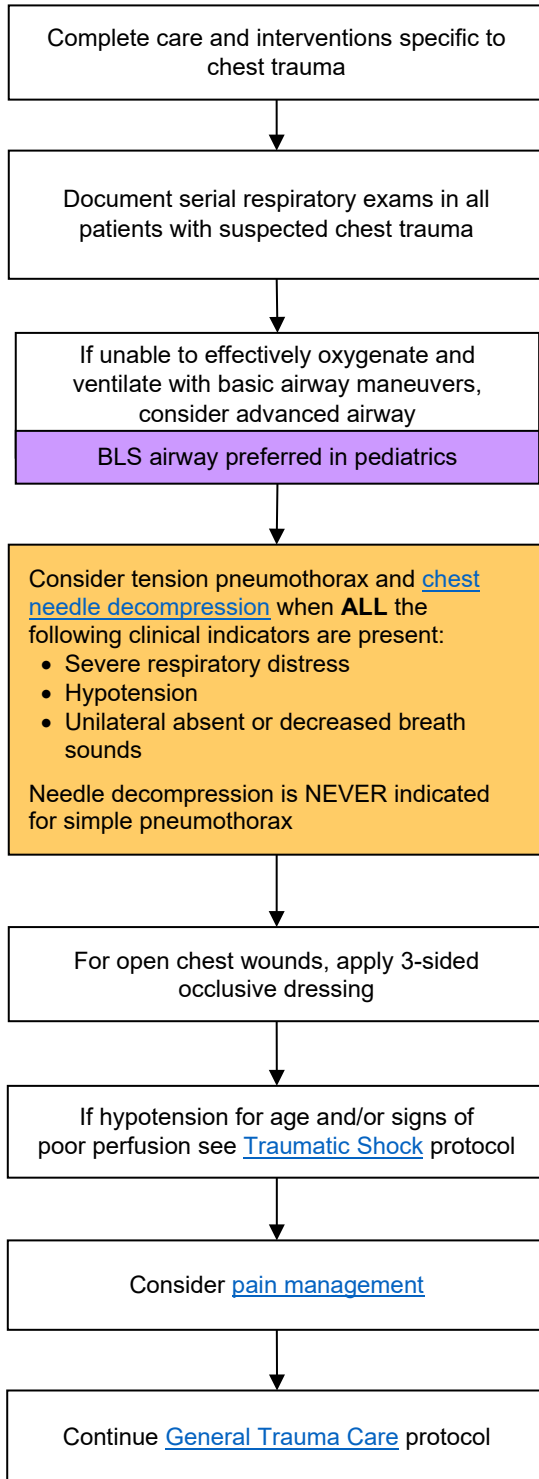 Complete care and interventions specific to
chest trauma
Document serial respiratory exams in all
patients with suspected chest trauma
If unable to effectively oxygenate and
ventilate with basic airway maneuvers,
consider advanced airway
BLS airway preferred in pediatrics
Consider tension pneumothorax and chest
needle decompression when ALL the
following clinical indicators are present:
• Severe respiratory distress
• Hypotension
• Unilateral absent or decreased breath
sounds
Needle decompression is NEVER indicated
for simple pneumothorax
For open chest wounds, apply 3-sided
occlusive dressing
If hypotension for age and/or signs of
poor perfusion see Traumatic Shock protocol
Consider pain management
Continue General Trauma Care protocol